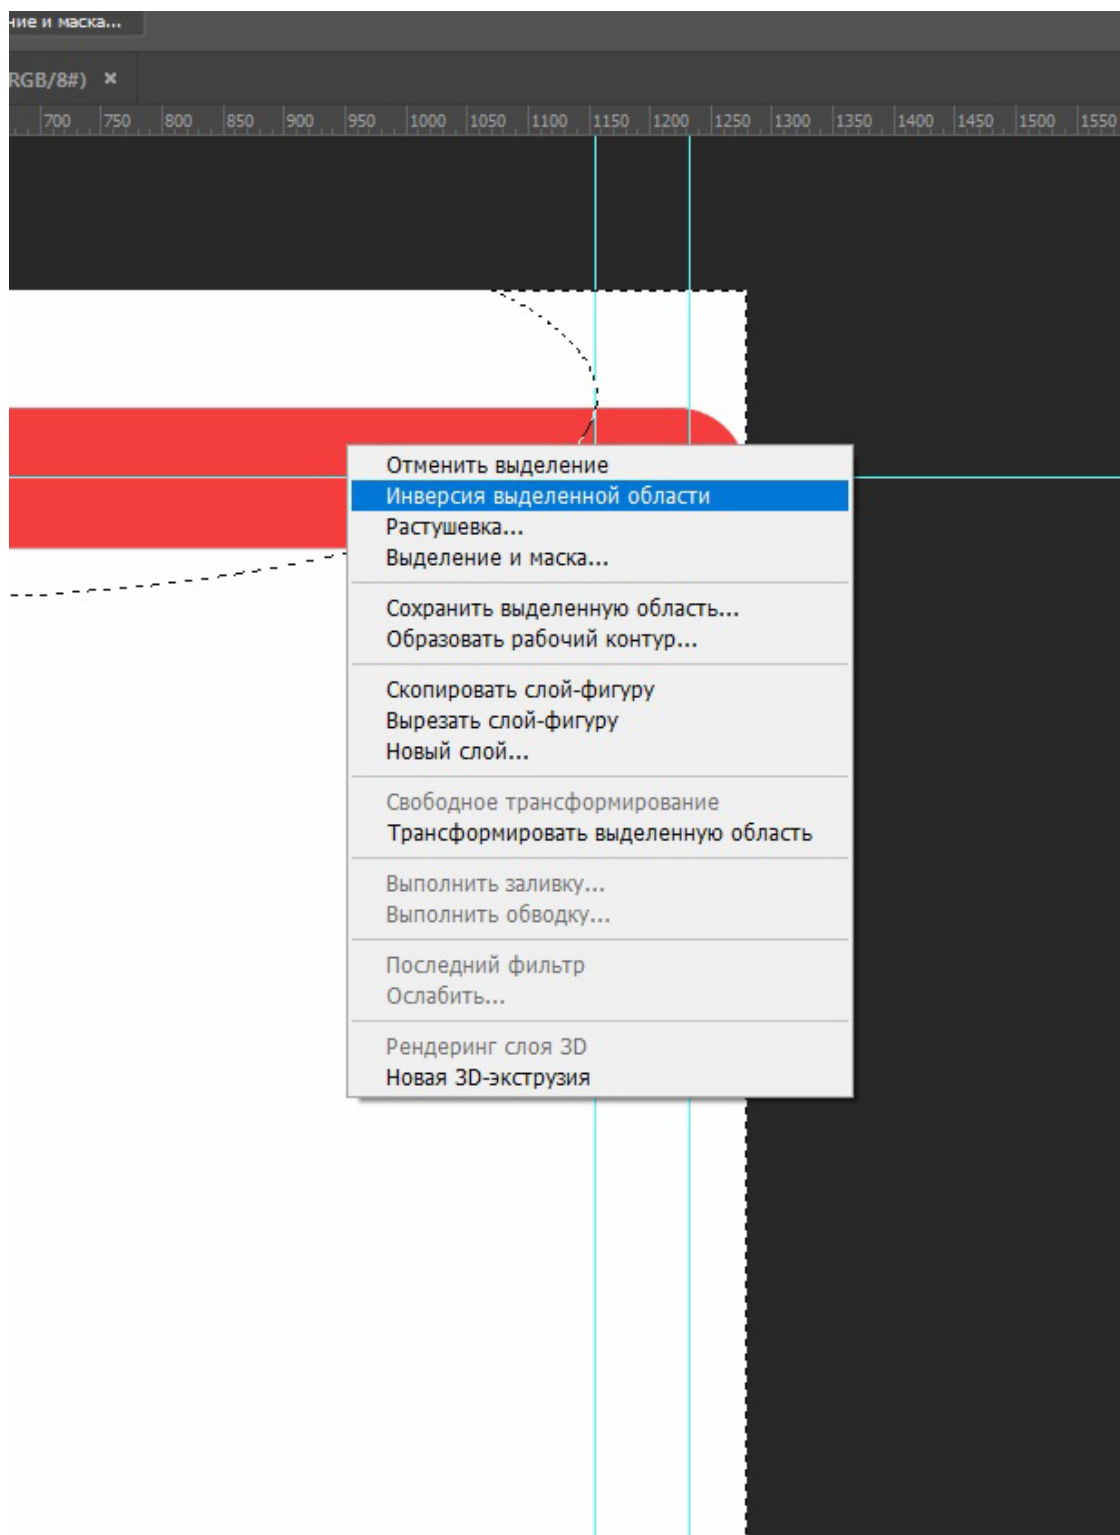 ние и маска...
RGB/8#) ×
700 750 800 850 900 950 1000 1050 1100 1150 1200 1250 1300 1350 1400 1450 1500 1550
Отменить выделение
Инверсия выделенной области
Растушевка...
Выделение и маска...
Сохранить выделенную область...
Образовать рабочий контур...
Скопировать слой-фигуру
Вырезать слой-фигуру
Новый слой...
Свободное трансформирование
Трансформировать выделенную область
Выполнить заливку...
Выполнить обводку...
Последний фильтр
Ослабить...
Рендеринг слоя 3D
Новая 3D-экструзия